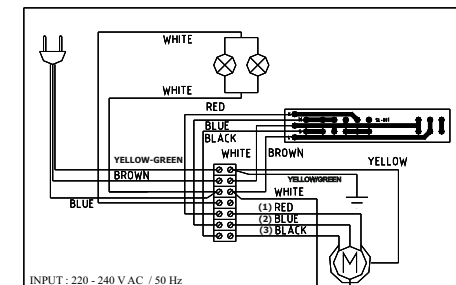 WHITE
WHITE
RED
BLUE
BLACK
WHITE
BROWN
YELLOW-GREEN
YELLOW
BROWN
YELLOW/GREEN
BLUE
WHITE
(1) RED
(2) BLUE
(3) BLACK
M
INPUT : 220 - 240 V AC / 50 Hz